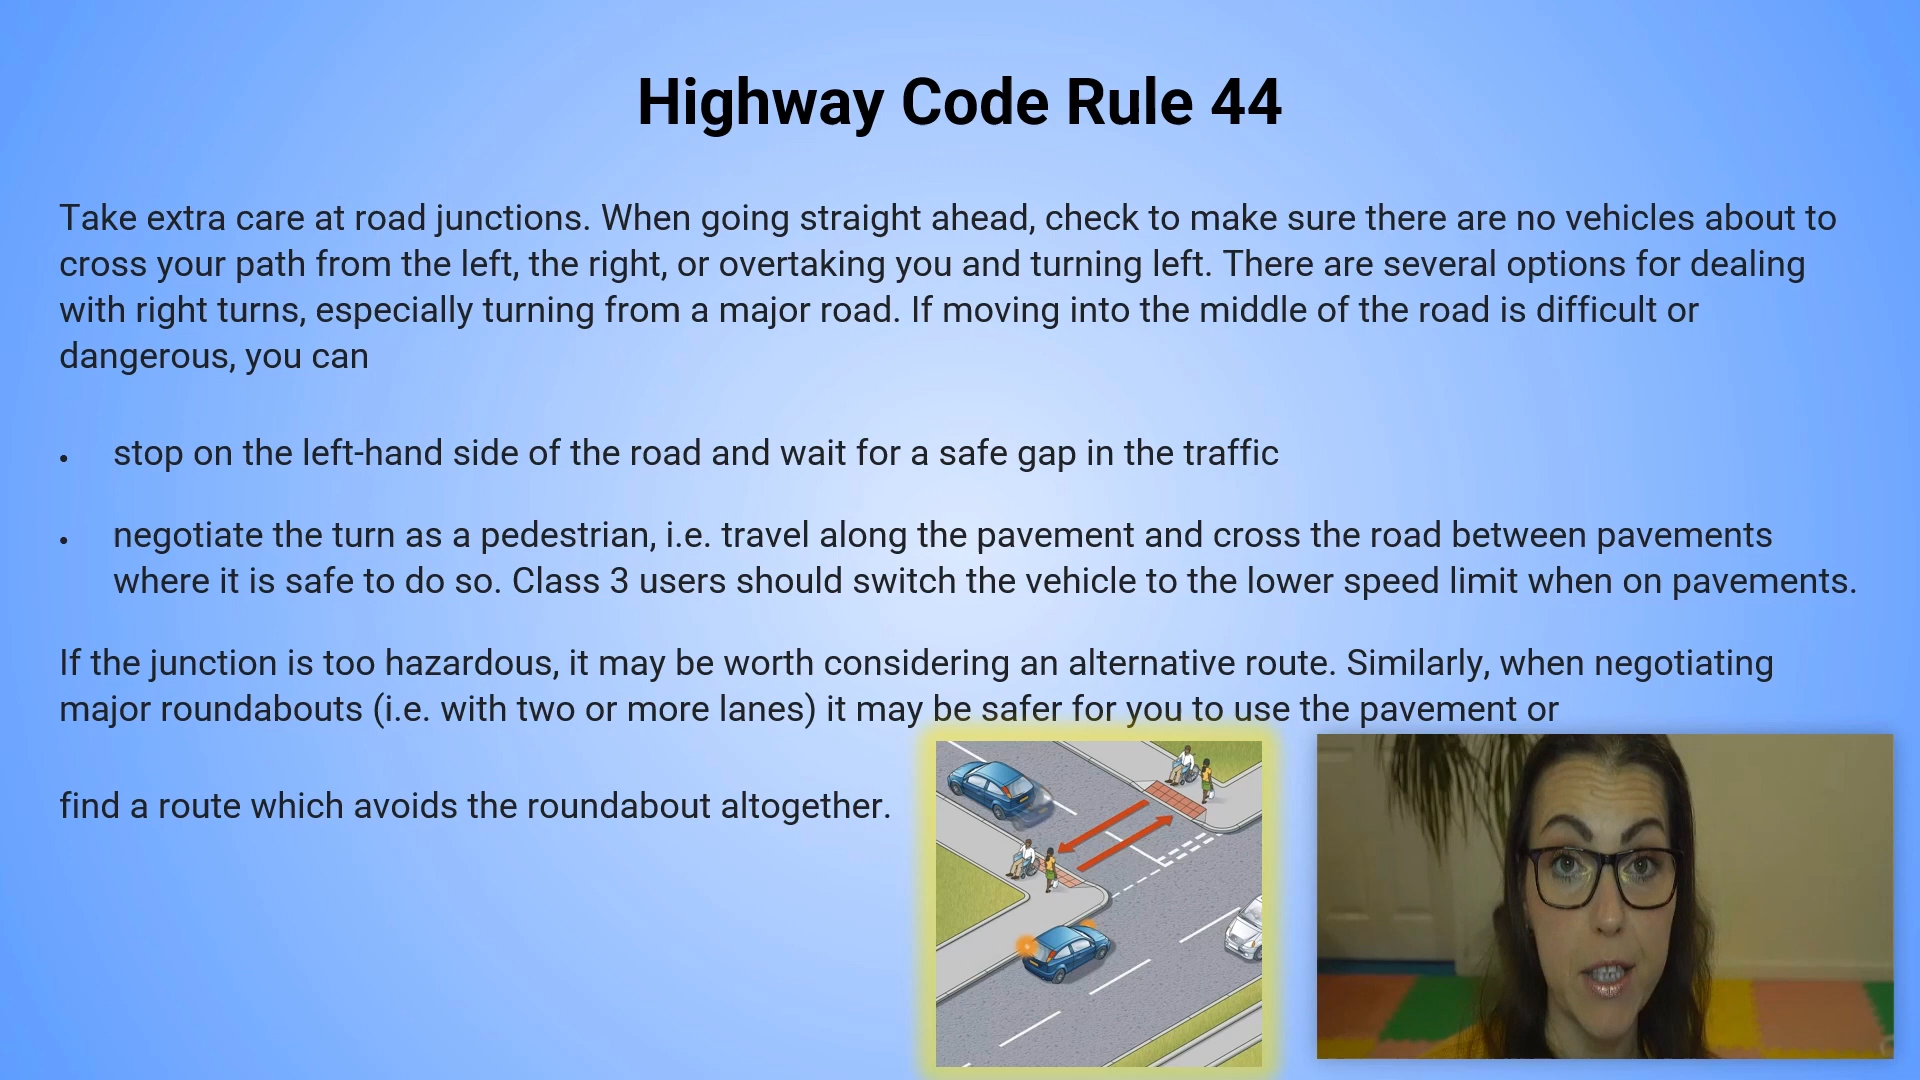 Highway Code Rule 44
Take extra care at road junctions. When going straight ahead, check to make sure there are no vehicles about to
cross your path from the left, the right, or overtaking you and turning left. There are several options for dealing
with right turns, especially turning from a major road. If moving into the middle of the road is difficult or
dangerous, you can
• stop on the left-hand side of the road and wait for a safe gap in the traffic
• negotiate the turn as a pedestrian, i.e. travel along the pavement and cross the road between pavements
where it is safe to do so. Class 3 users should switch the vehicle to the lower speed limit when on pavements.
If the junction is too hazardous, it may be worth considering an alternative route. Similarly, when negotiating
major roundabouts (i.e. with two or more lanes) it may be safer for you to use the pavement or
find a route which avoids the roundabout altogether.